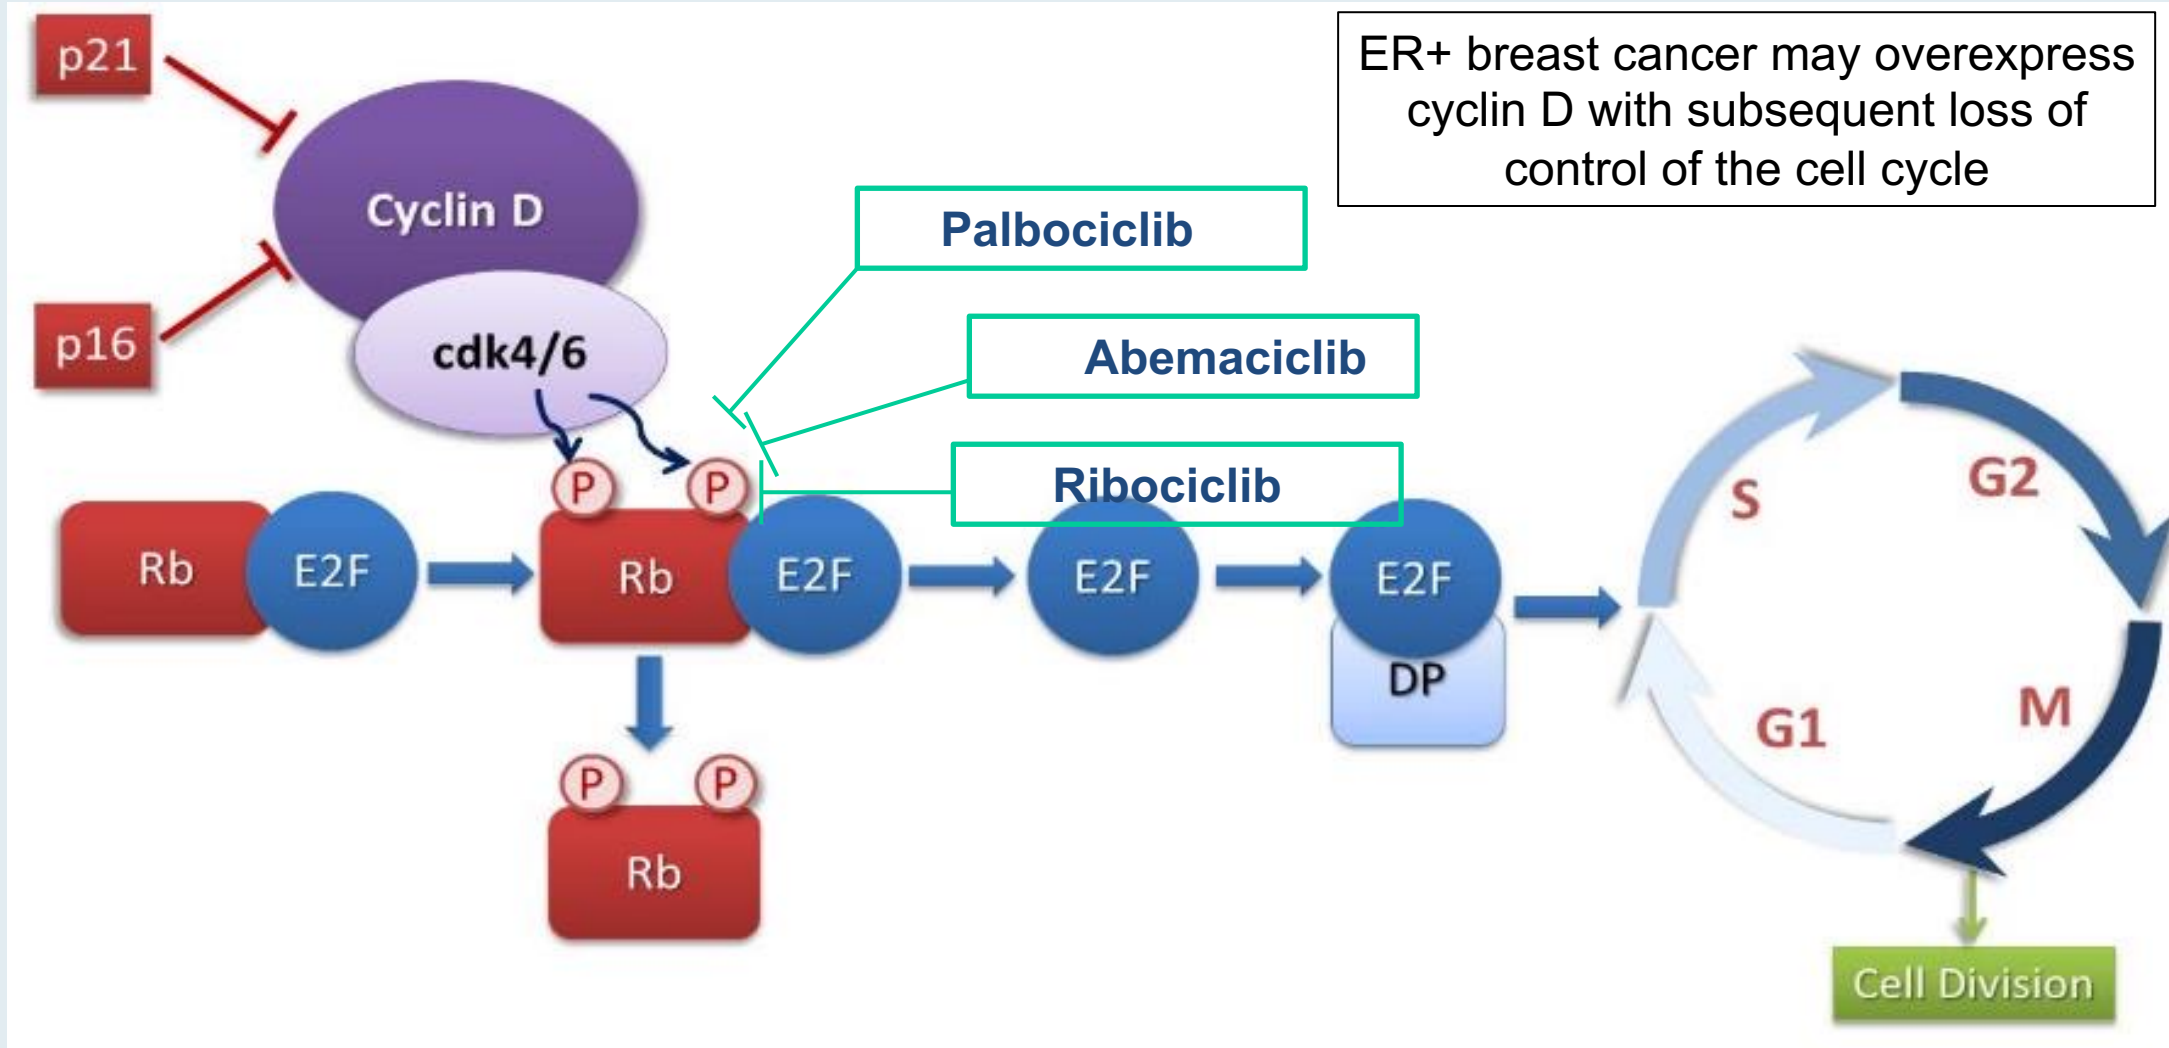 p21
ER+ breast cancer may overexpress
cyclin D with subsequent loss of
control of the cell cycle
Cyclin D
Palbociclib
p16
cdk4/6
Abemaciclib
P
P
Ribociclib
S
G2
Rb
E2F
Rb
E2F
E2F
E2F
DP
G1
M
P
P
Rb
Cell Division